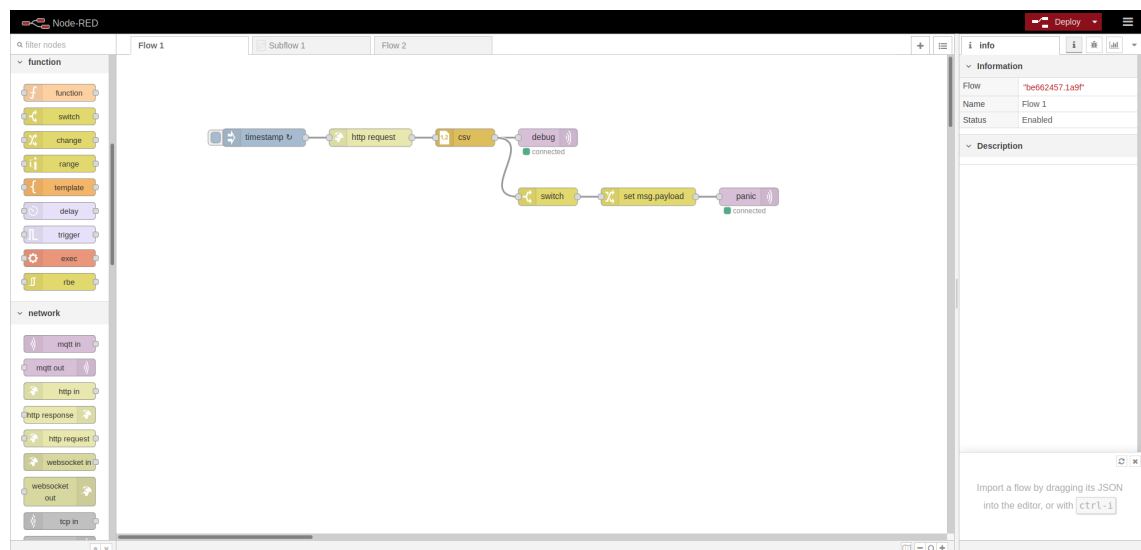 Node-RED
Deploy
filter nodes
Flow 1
Subflow 1
Flow 2
i info
function
function
switch
change
range
template
delay
trigger
exec
rbe
network
mqtt in
mqtt out
http in
http response
http request
websocket in
websocket
out
tcp in
timestamp ↻
http request
csv
debug
connected
switch
set msg.payload
panic
connected
Information
Flow "be662457.1a9f"
Name Flow 1
Status Enabled
Description
Import a flow by dragging its JSON
into the editor, or with ctrl-i